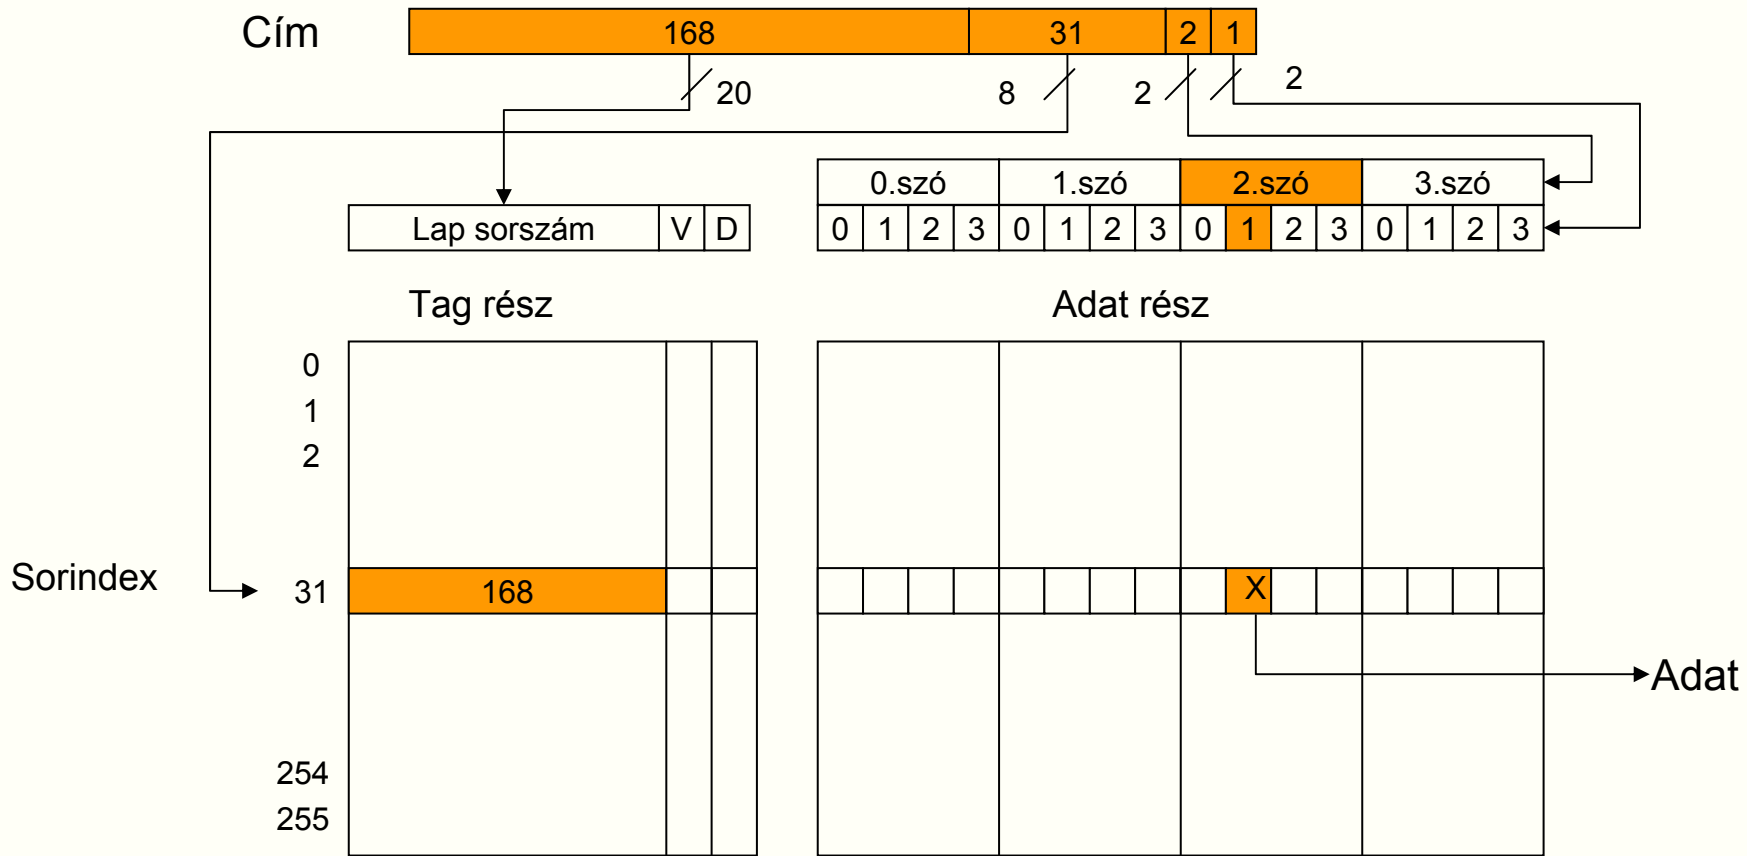 Cím 168 31 2 1
20 8 2 2
0.szó 1.szó 2.szó 3.szó
Lap sorszám V D 0 1 2 3 0 1 2 3 0 1 2 3 0 1 2 3
Tag rész Adat rész
0
1
2
Sorindex 31 168 X
Adat
254
255